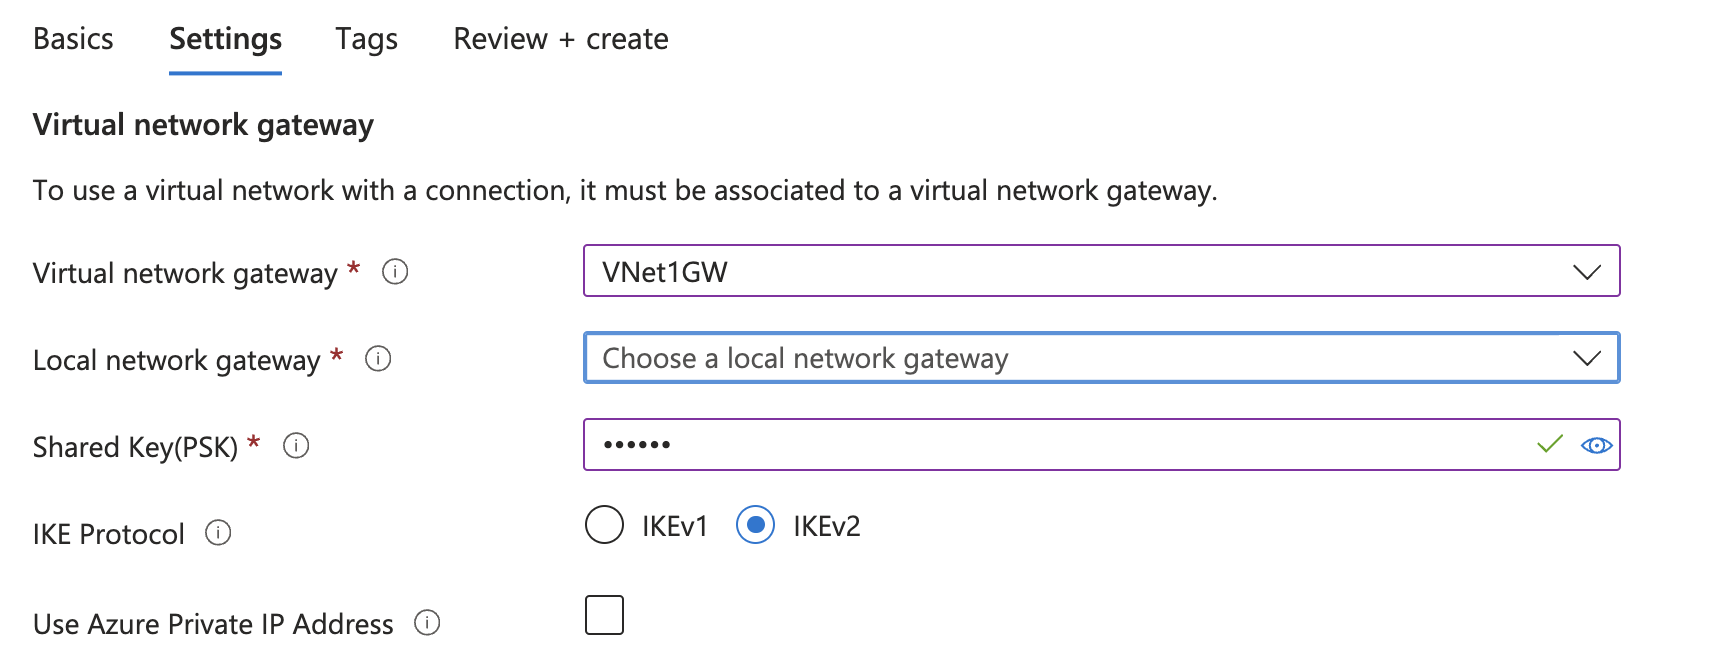 Basics Settings Tags Review + create
Virtual network gateway
To use a virtual network with a connection, it must be associated to a virtual network gateway.
Virtual network gateway * VNet1GW
Local network gateway * Choose a local network gateway
Shared Key(PSK) * ••••••
IKE Protocol IKEv1 IKEv2
Use Azure Private IP Address